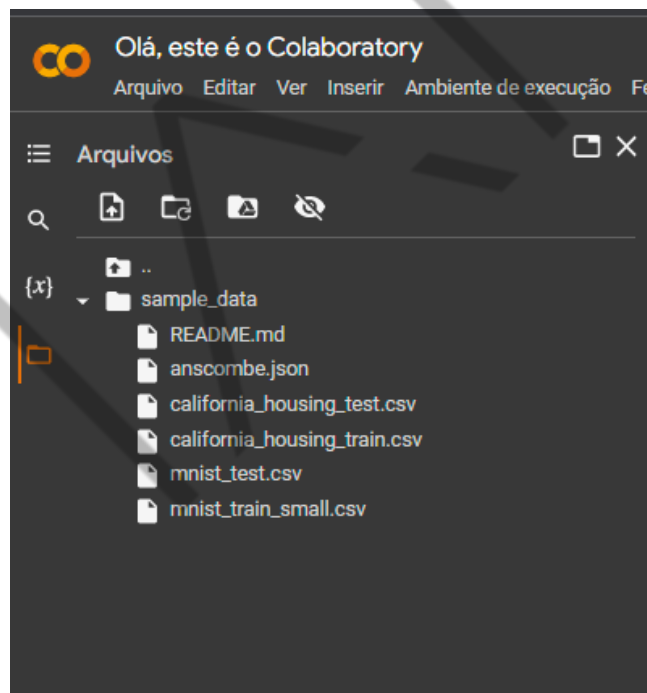 Olá, este é o Colaboratory
Arquivo Editar Ver Inserir Ambiente de execução Fe
Arquivos
{x}
..
sample_data
README.md
anscombe.json
california_housing_test.csv
california_housing_train.csv
mnist_test.csv
mnist_train_small.csv